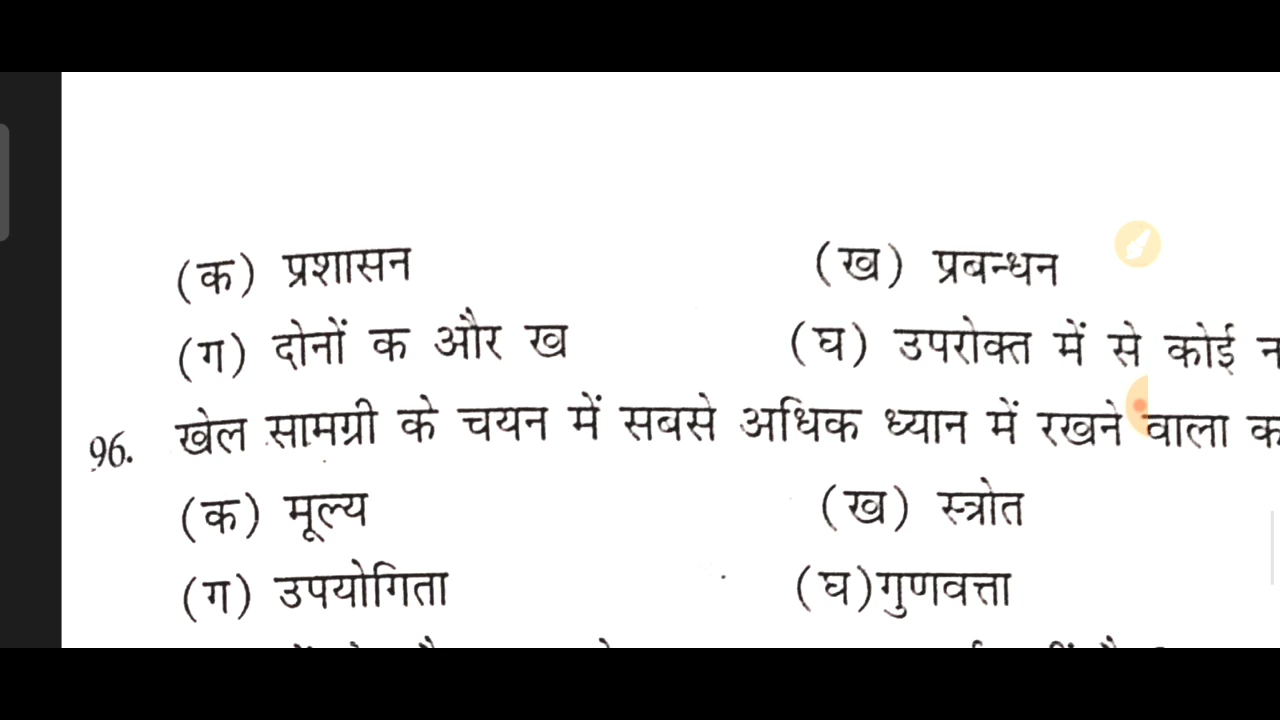 (क) प्रशासन (ख) प्रबन्धन
(ग) दोनों क और ख (घ) उपरोक्त में से कोई
96. खेल सामग्री के चयन में सबसे अधिक ध्यान में रखने वाला
(क) मूल्य (ख) स्त्रोत
(ग) उपयोगिता (घ)गुणवत्ता